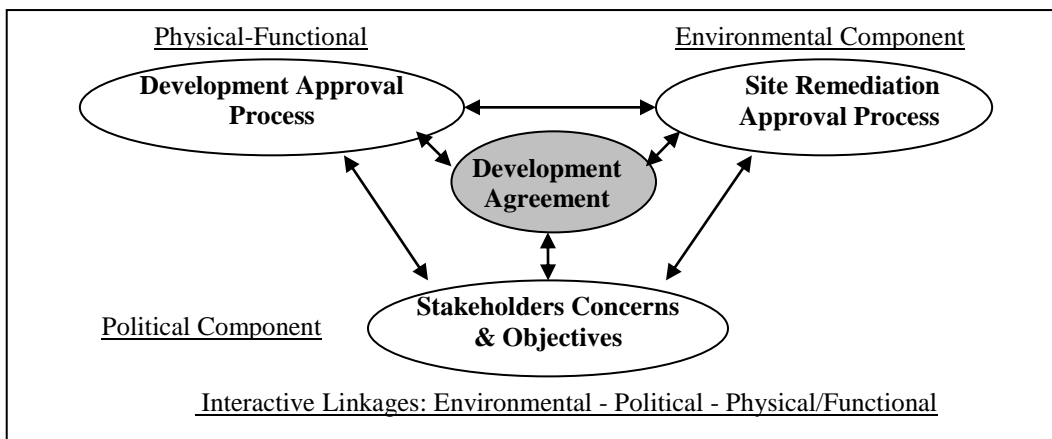 Physical-Functional
Environmental Component
Development Approval
Process
Site Remediation
Approval Process
Development
Agreement
Stakeholders Concerns
& Objectives
Political Component
Interactive Linkages: Environmental - Political - Physical/Functional